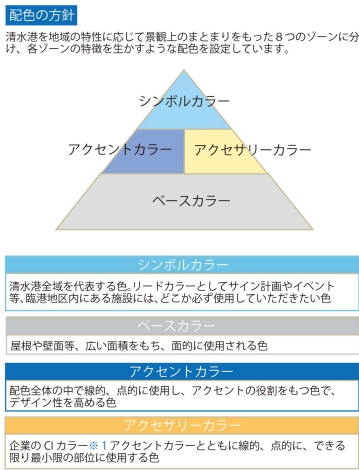 配色の方針
清水港を地域の特性に応じて景観上のまとまりをもった８つのゾーンに分
け、各ゾーンの特徴を生かすような配色を設定しています。
シンボルカラー
アクセントカラー アクセサリーカラー
ベースカラー
シンボルカラー
清水港全域を代表する色。リードカラーとしてサイン計画やイベント
等、臨港地区内にある施設には、どこか必ず使用していただきたい色
ベースカラー
屋根や壁面等、広い面積をもち、面的に使用される色
アクセントカラー
配色全体の中で線的、点的に使用し、アクセントの役割をもつ色で、
デザイン性を高める色
アクセサリーカラー
企業のCIカラー※１アクセントカラーとともに線的、点的に、できる
限り最小限の部位に使用する色